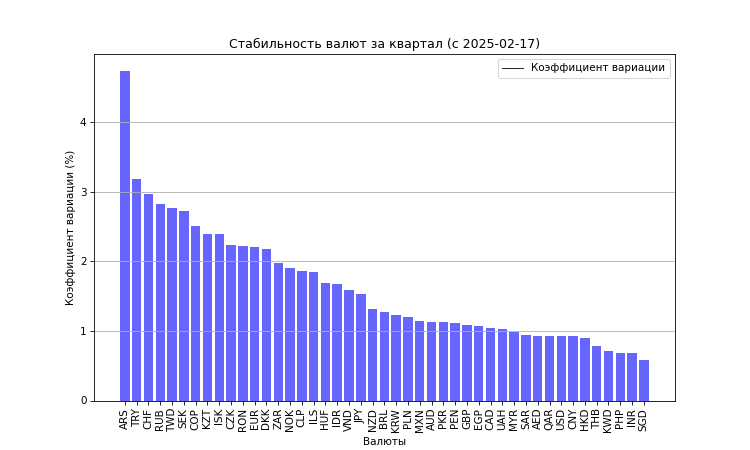 Стабильность валют за квартал (с 2025-02-17)
Коэффициент вариации
Коэффициент вариации (%)
4
3
2
1
0
ARS TRY CHF RUB TWD SEK COP KZT ISK CZK RON EUR DKK ZAR NOK CLP ILS HUF IDR VND JPY NZD BRL KRW PLN MXN AUD PKR PEN GBP EGP CAD UAH MYR SAR AED QAR USD CNY HKD THB KWD PHP INR SGD
Валюты